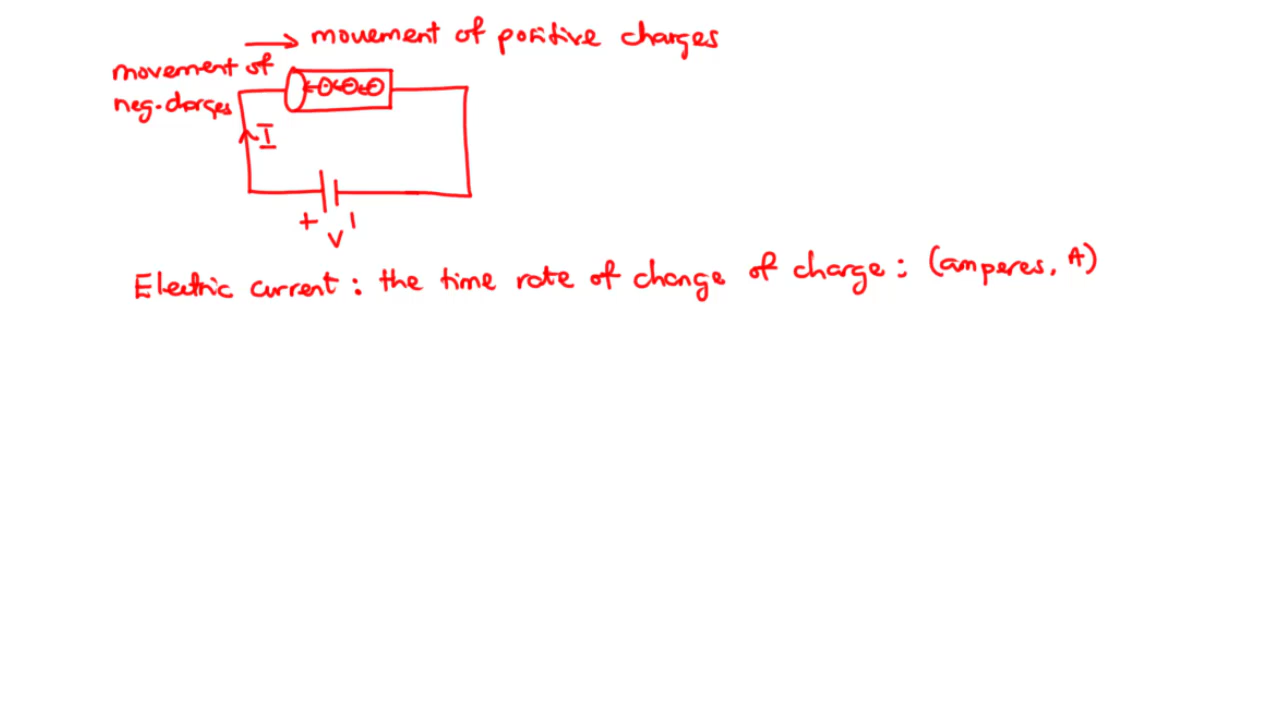 movement of positive charges
movement of
neg. charges
I
+ -
V
Electric current : the time rate of change of charge : (amperes, A)